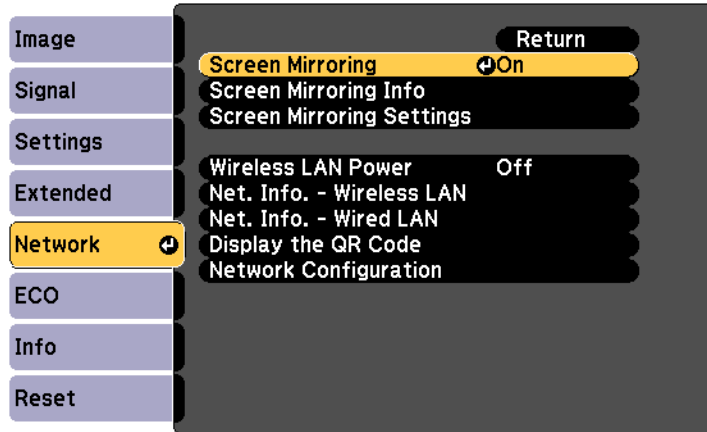 Image
Signal
Settings
Extended
Network
ECO
Info
Reset
Return
Screen Mirroring On
Screen Mirroring Info
Screen Mirroring Settings
Wireless LAN Power Off
Net. Info. - Wireless LAN
Net. Info. - Wired LAN
Display the QR Code
Network Configuration